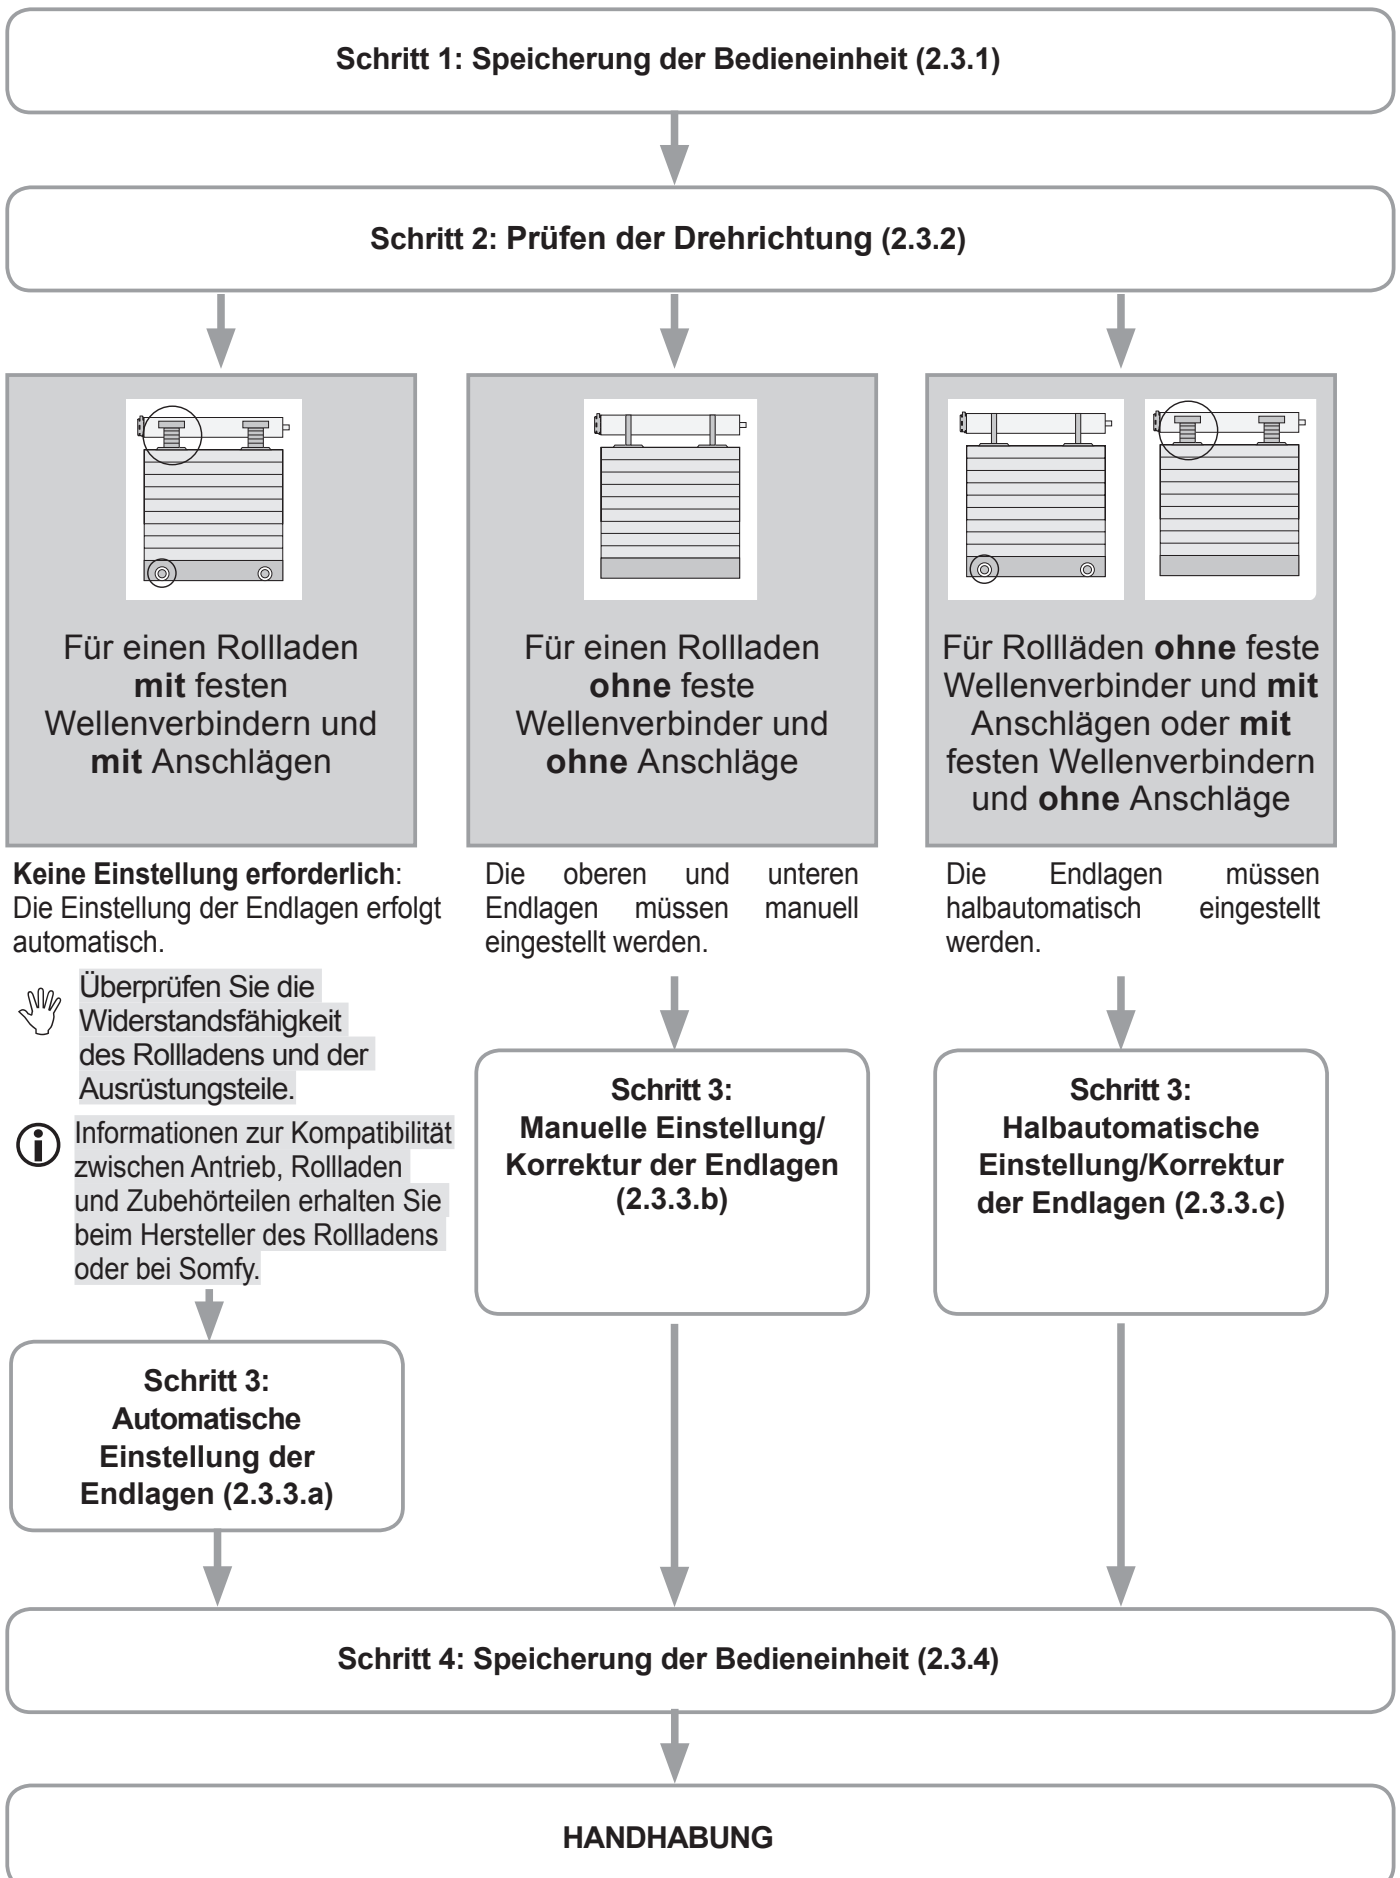 Schritt 1: Speicherung der Bedieneinheit (2.3.1)
Schritt 2: Prüfen der Drehrichtung (2.3.2)
Für einen Rollladen
mit festen
Wellenverbindern und
mit Anschlägen
Keine Einstellung erforderlich:
Die Einstellung der Endlagen erfolgt
automatisch.
Überprüfen Sie die
Widerstandsfähigkeit
des Rollladens und der
Ausrüstungsteile.
Informationen zur Kompatibilität
zwischen Antrieb, Rollladen
und Zubehörteilen erhalten Sie
beim Hersteller des Rollladens
oder bei Somfy.
Schritt 3:
Automatische
Einstellung der
Endlagen (2.3.3.a)
Für einen Rollladen
ohne feste
Wellenverbinder und
ohne Anschläge
Die oberen und unteren
Endlagen müssen manuell
eingestellt werden.
Schritt 3:
Manuelle Einstellung/
Korrektur der Endlagen
(2.3.3.b)
Für Rollläden ohne feste
Wellenverbinder und mit
Anschlägen oder mit
festen Wellenverbindern
und ohne Anschläge
Die Endlagen müssen
halbautomatisch eingestellt
werden.
Schritt 3:
Halbautomatische
Einstellung/Korrektur
der Endlagen (2.3.3.c)
Schritt 4: Speicherung der Bedieneinheit (2.3.4)
HANDHABUNG